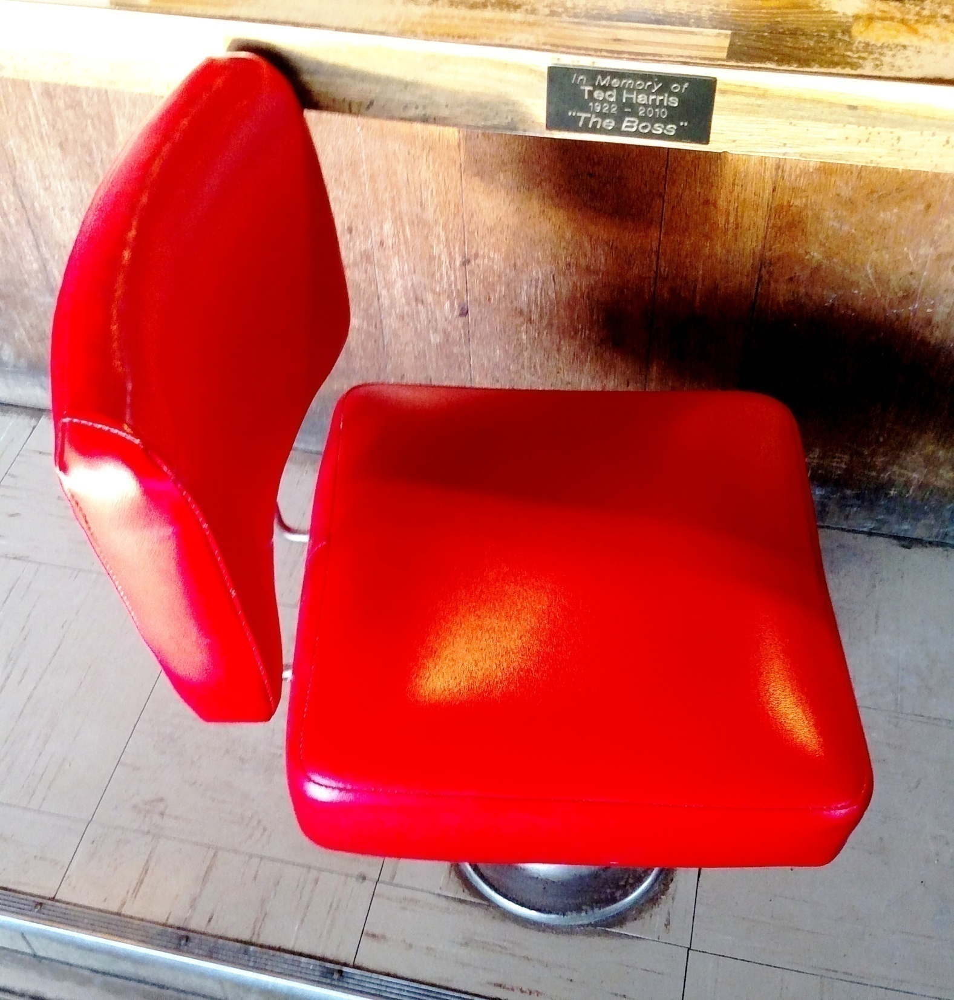 In Memory of
Ted Harris
1922 - 2010
"The Boss"